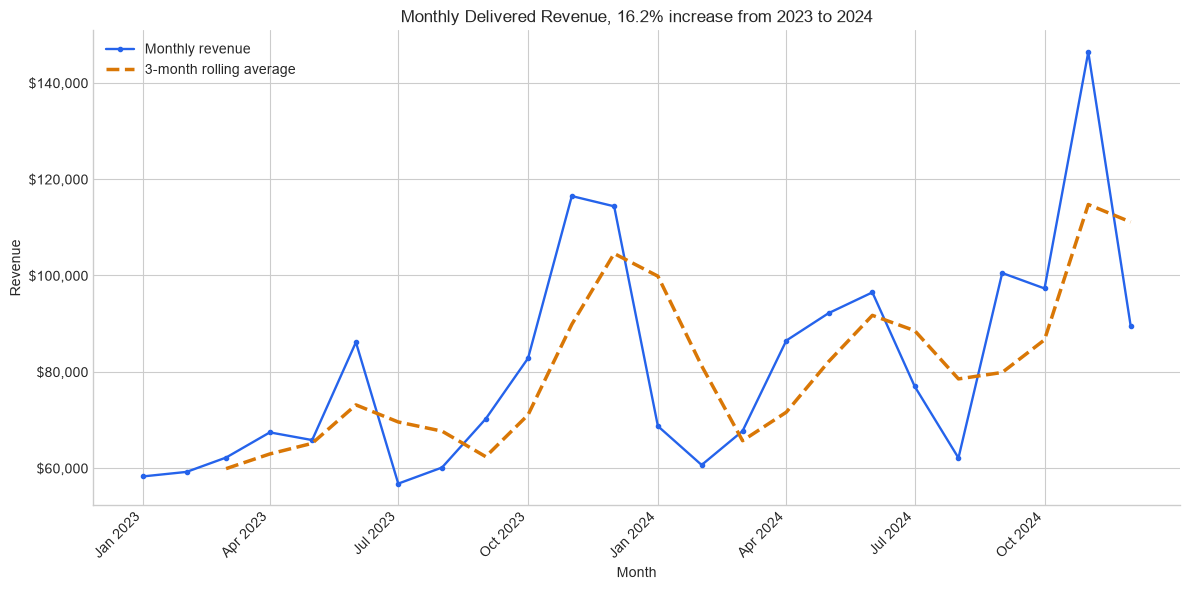 Monthly Delivered Revenue, 16.2% increase from 2023 to 2024
Monthly revenue
3-month rolling average
$140,000
$120,000
$100,000
$80,000
$60,000
Revenue
Jan 2023
Apr 2023
Jul 2023
Oct 2023
Jan 2024
Apr 2024
Jul 2024
Oct 2024
Month